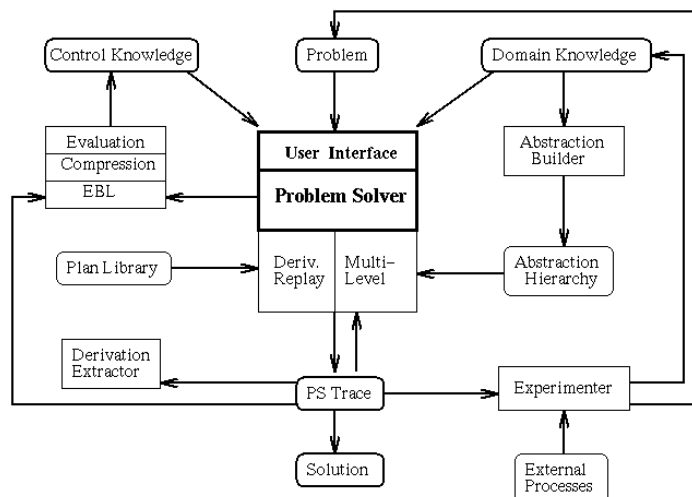 Control Knowledge
Problem
Domain Knowledge
Evaluation
Compression
EBL
User Interface
Problem Solver
Abstraction
Builder
Plan Library
Deriv.
Replay
Multi-
Level
Abstraction
Hierarchy
Derivation
Extractor
PS Trace
Experimenter
Solution
External
Processes